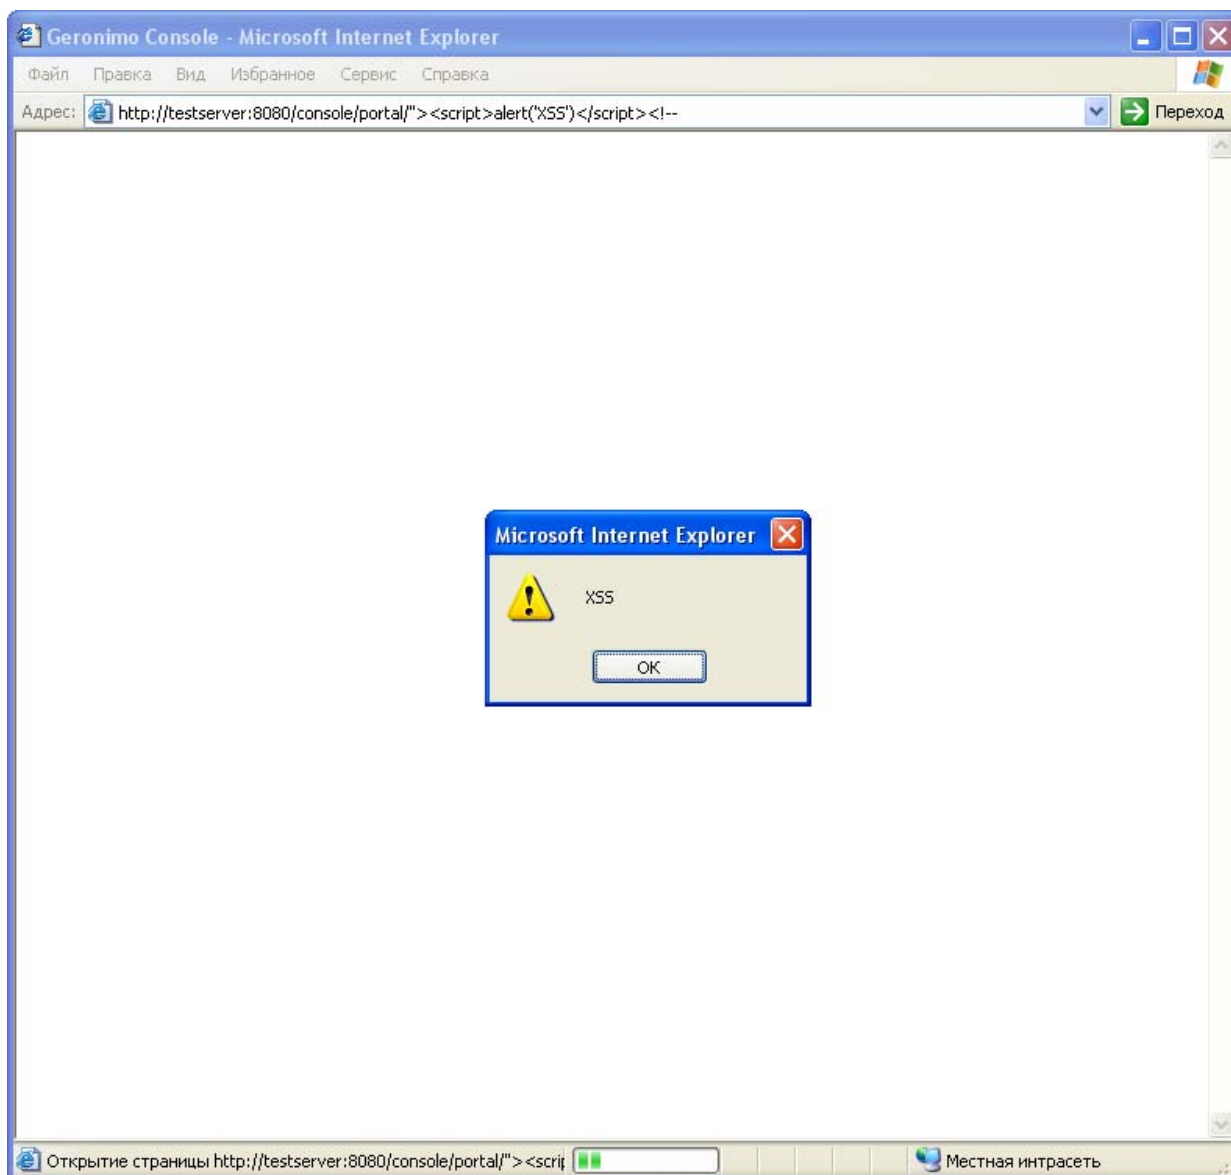 Geronimo Console - Microsoft Internet Explorer
Файл Правка Вид Избранное Сервис Справка
Адрес: http://testserver:8080/console/portal/"><script>alert('XSS')</script><!-- Переход
Microsoft Internet Explorer
XSS
OK
Открытие страницы http://testserver:8080/console/portal/"><scrip Местная интрасеть